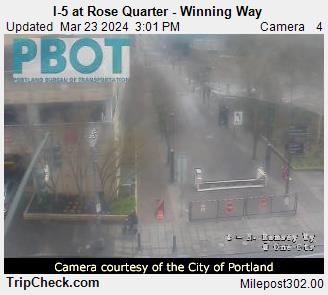 I-5 at Rose Quarter - Winning Way
Updated Mar 23 2024 3:01 PM Camera 4
PBOT
PORTLAND BUREAU OF TRANSPORTATION
Camera courtesy of the City of Portland
TripCheck.com Milepost302.00